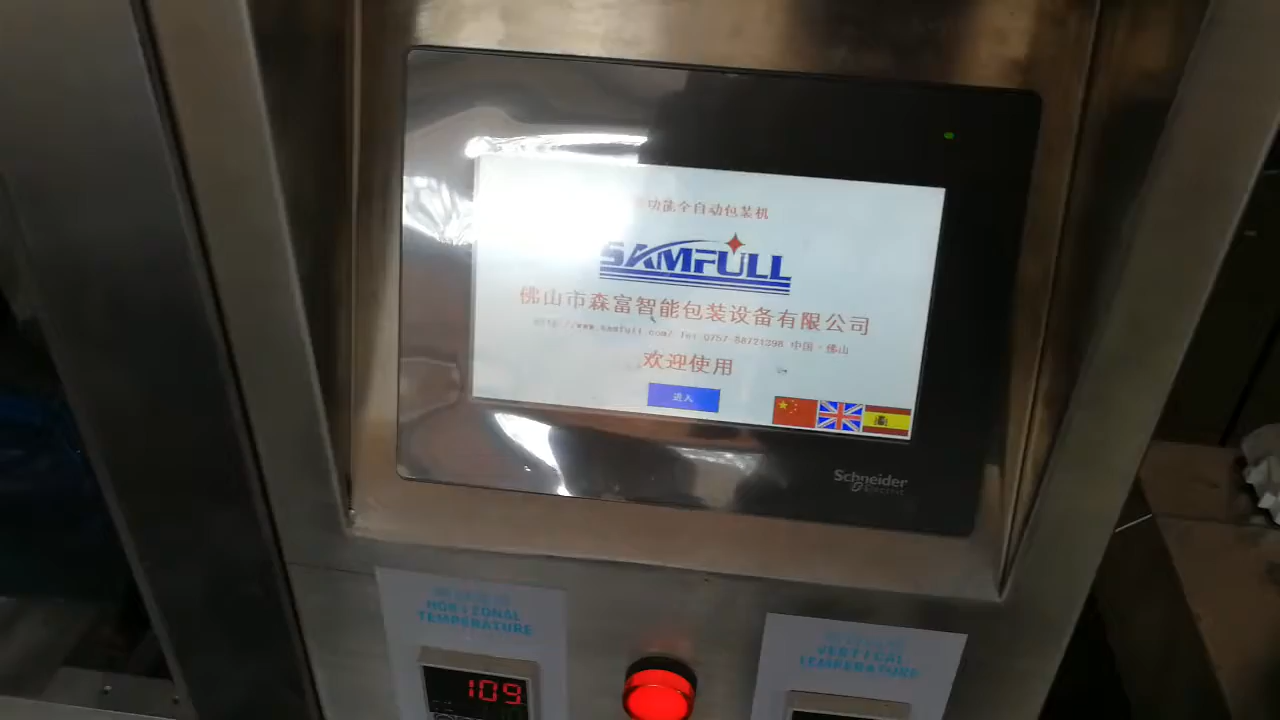 功能全自动包装机
SAMFULL
佛山市森富智能包装设备有限公司
http://www.samfull.com/ Tel 0757-88721398 中国·佛山
欢迎使用
进入
Schneider
Electric
HORIZONAL
TEMPERATURE
VERTICAL
TEMPERATURE
109